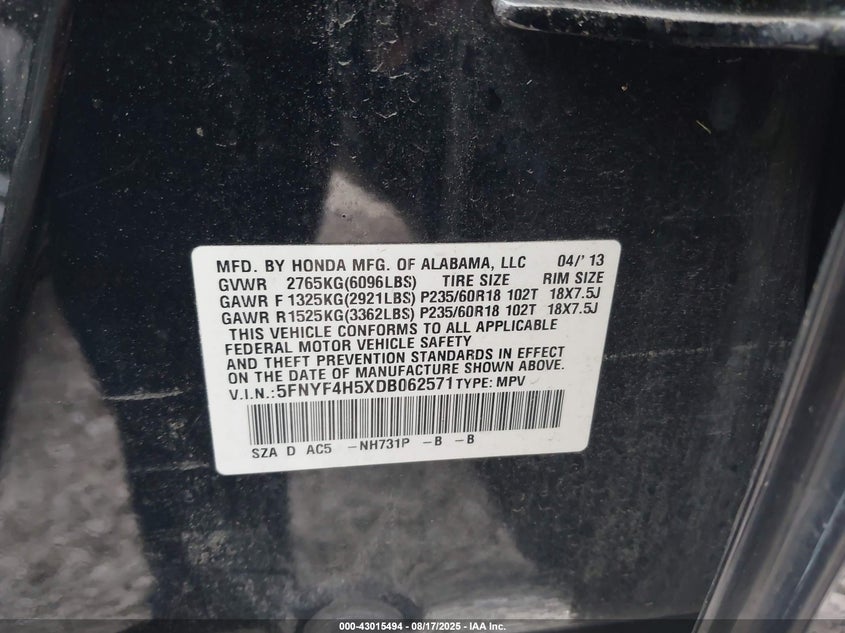 MFD. BY HONDA MFG. OF ALABAMA, LLC 04/'13
GVWR 2765KG(6096LBS) TIRE SIZE RIM SIZE
GAWR F 1325KG(2921LBS) P235/60R18 102T 18X7.5J
GAWR R1525KG(3362LBS) P235/60R18 102T 18X7.5J
THIS VEHICLE CONFORMS TO ALL APPLICABLE
FEDERAL MOTOR VEHICLE SAFETY
AND THEFT PREVENTION STANDARDS IN EFFECT
ON THE DATE OF MANUFACTURE SHOWN ABOVE.
V.I.N.:5FNYF4H5XDB062571 TYPE: MPV
SZA D AC5 -NH731P -B -B
000-43015494 - 08/17/2025 - IAA Inc.